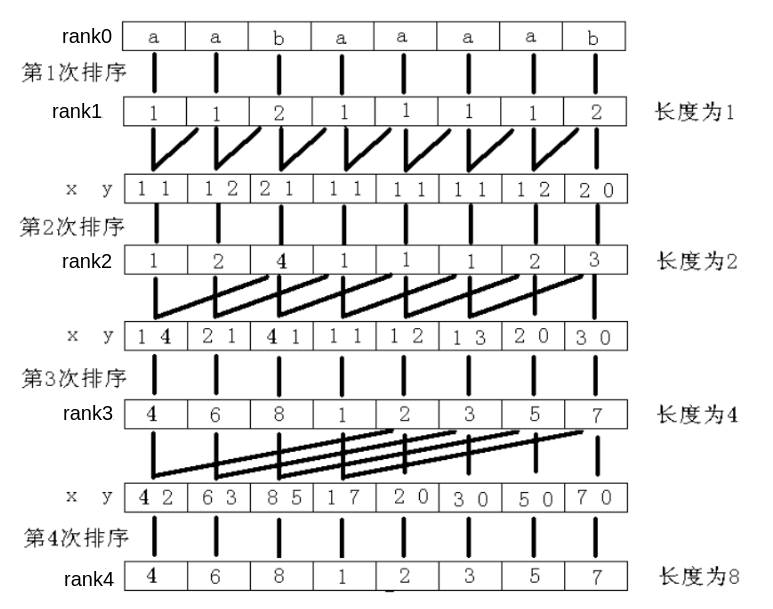 rank0 a a b a a a a b
第1次排序
rank1 1 1 2 1 1 1 1 2 长度为1
x y 1 1 1 2 2 1 1 1 1 1 1 1 1 2 2 0
第2次排序
rank2 1 2 4 1 1 1 2 3 长度为2
x y 1 4 2 1 4 1 1 1 1 2 1 3 2 0 3 0
第3次排序
rank3 4 6 8 1 2 3 5 7 长度为4
x y 4 2 6 3 8 5 1 7 2 0 3 0 5 0 7 0
第4次排序
rank4 4 6 8 1 2 3 5 7 长度为8